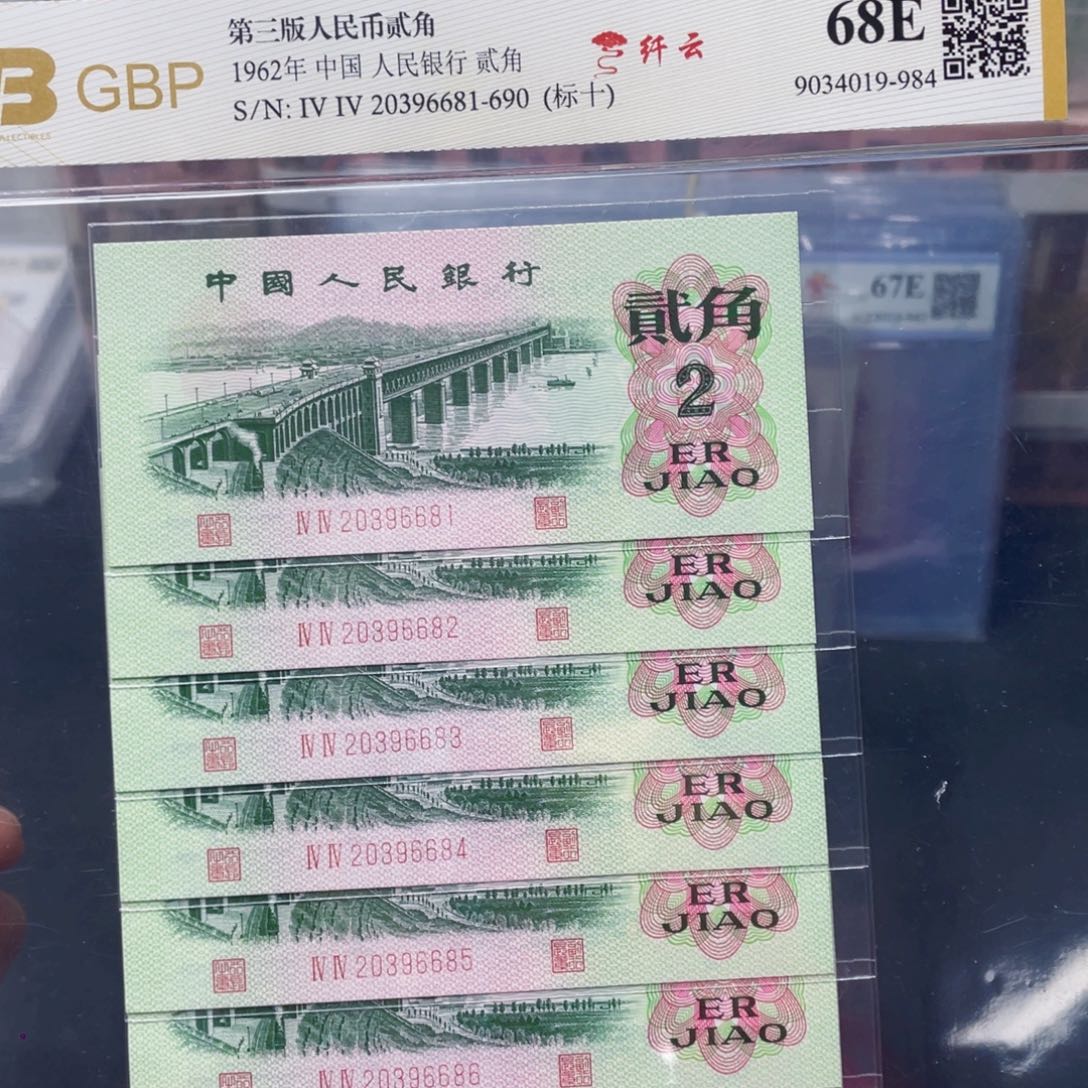 第三版人民币贰角
1962年 中国 人民银行 贰角
S/N: IV IV 20396681-690 (标十)
GBP
纤云
68E
9034019-984
67E
中國人民銀行
貳角
2
ER
JIAO
IV IV 20396681
ER
JIAO
IV IV 20396682
ER
JIAO
IV IV 20396683
ER
JIAO
IV IV 20396684
ER
JIAO
IV IV 20396685
ER
JIAO
IV IV 20396686